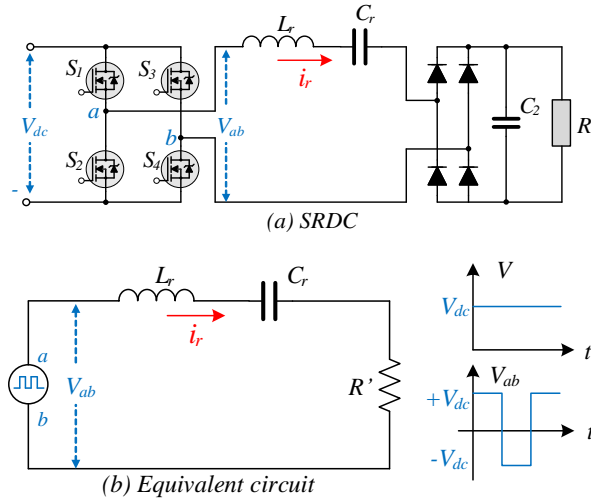 Lr
Cr
S1
S3
ir
a
Vdc
Vab
C2
R
b
S2
S4
-
(a) SRDC
Lr
Cr
V
Vdc
ir
t
a
Vab
R'
Vab
+Vdc
b
t
-Vdc
(b) Equivalent circuit